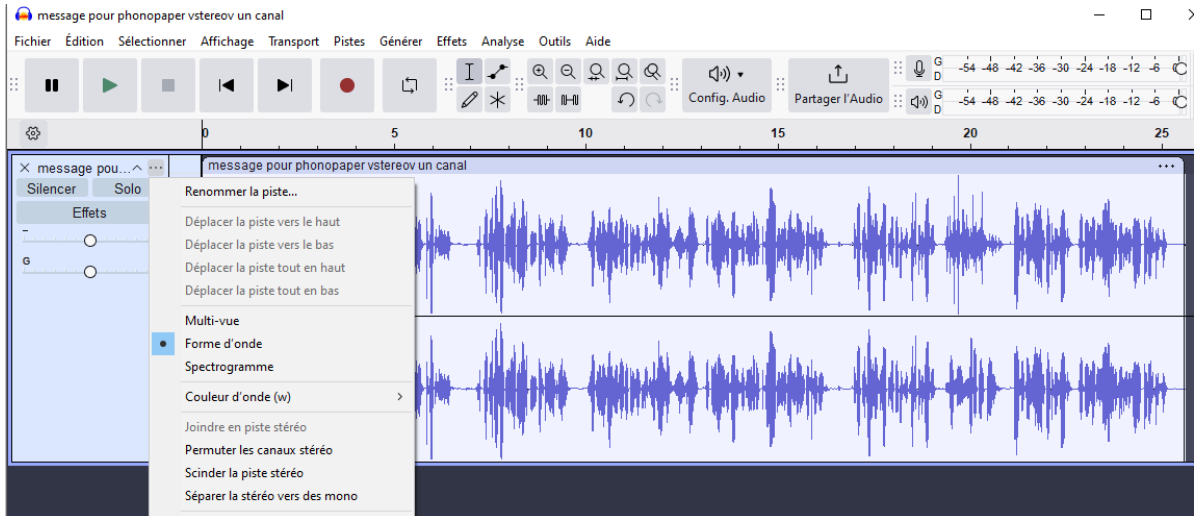 message pour phonopaper vstereov un canal
Fichier Édition Sélectionner Affichage Transport Pistes Générer Effets Analyse Outils Aide
Config. Audio
Partager l'Audio
G
D
-54 -48 -42 -36 -30 -24 -18 -12 -6
G
D
-54 -48 -42 -36 -30 -24 -18 -12 -6
0 5 10 15 20 25
message pou... message pour phonopaper vstereov un canal
Silencer Solo
Effets
G
Renommer la piste...
Déplacer la piste vers le haut
Déplacer la piste vers le bas
Déplacer la piste tout en haut
Déplacer la piste tout en bas
Multi-vue
Forme d'onde
Spectrogramme
Couleur d'onde (w)
Joindre en piste stéréo
Permuter les canaux stéréo
Scinder la piste stéréo
Séparer la stéréo vers des mono